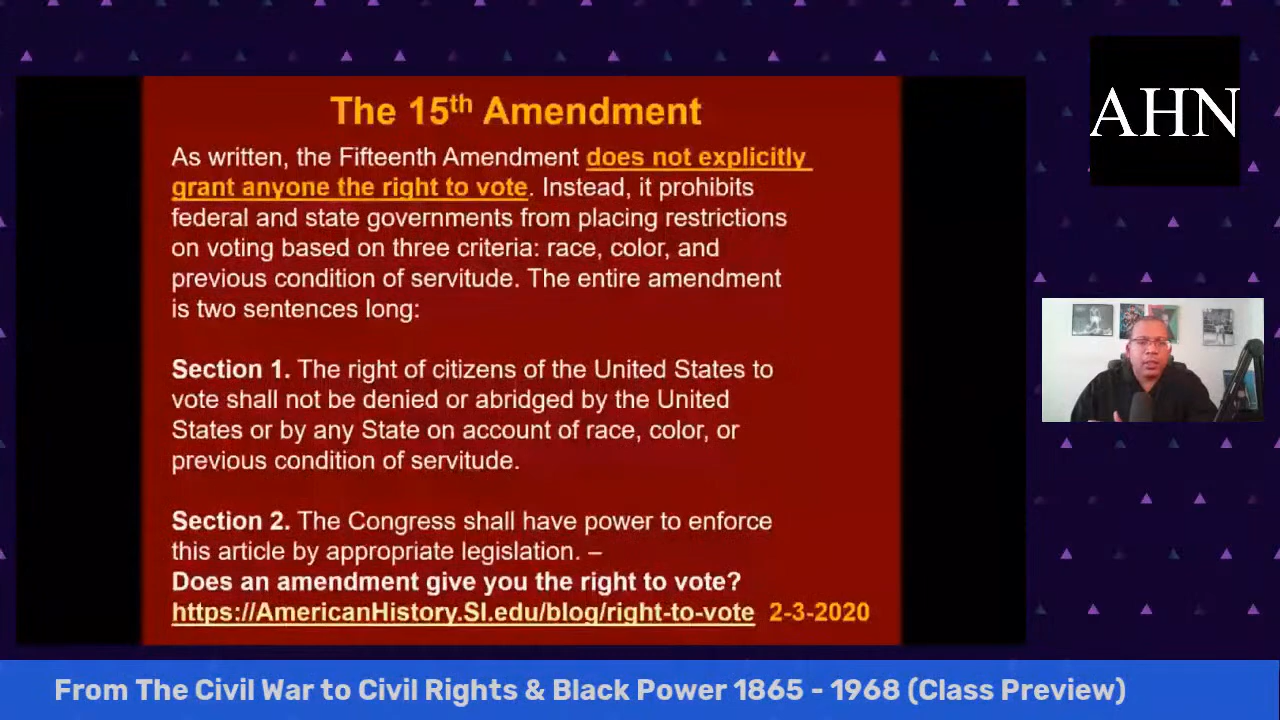 The 15th Amendment
As written, the Fifteenth Amendment does not explicitly
grant anyone the right to vote. Instead, it prohibits
federal and state governments from placing restrictions
on voting based on three criteria: race, color, and
previous condition of servitude. The entire amendment
is two sentences long:
Section 1. The right of citizens of the United States to
vote shall not be denied or abridged by the United
States or by any State on account of race, color, or
previous condition of servitude.
Section 2. The Congress shall have power to enforce
this article by appropriate legislation. –
Does an amendment give you the right to vote?
https://AmericanHistory.SI.edu/blog/right-to-vote 2-3-2020
AHN
From The Civil War to Civil Rights & Black Power 1865 - 1968 (Class Preview)